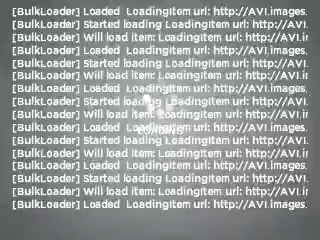 [BulkLoader] Loaded LoadingItem url: http://AVI.images.
[BulkLoader] Started loading LoadingItem url: http://AVI.
[BulkLoader] Will load item: LoadingItem url: http://AVI.i
[BulkLoader] Loaded LoadingItem url: http://AVI.images.
[BulkLoader] Started loading LoadingItem url: http://AVI.
[BulkLoader] Will load item: LoadingItem url: http://AVI.i
[BulkLoader] Loaded LoadingItem url: http://AVI.images.
[BulkLoader] Started loading LoadingItem url: http://AVI.
[BulkLoader] Will load item: LoadingItem url: http://AVI.i
[BulkLoader] Loaded LoadingItem url: http://AVI.images.
LOADING
[BulkLoader] Started loading LoadingItem url: http://AVI.
[BulkLoader] Will load item: LoadingItem url: http://AVI.i
[BulkLoader] Loaded LoadingItem url: http://AVI.images.
[BulkLoader] Started loading LoadingItem url: http://AVI.
[BulkLoader] Will load item: LoadingItem url: http://AVI.i
[BulkLoader] Loaded LoadingItem url: http://AVI.images.